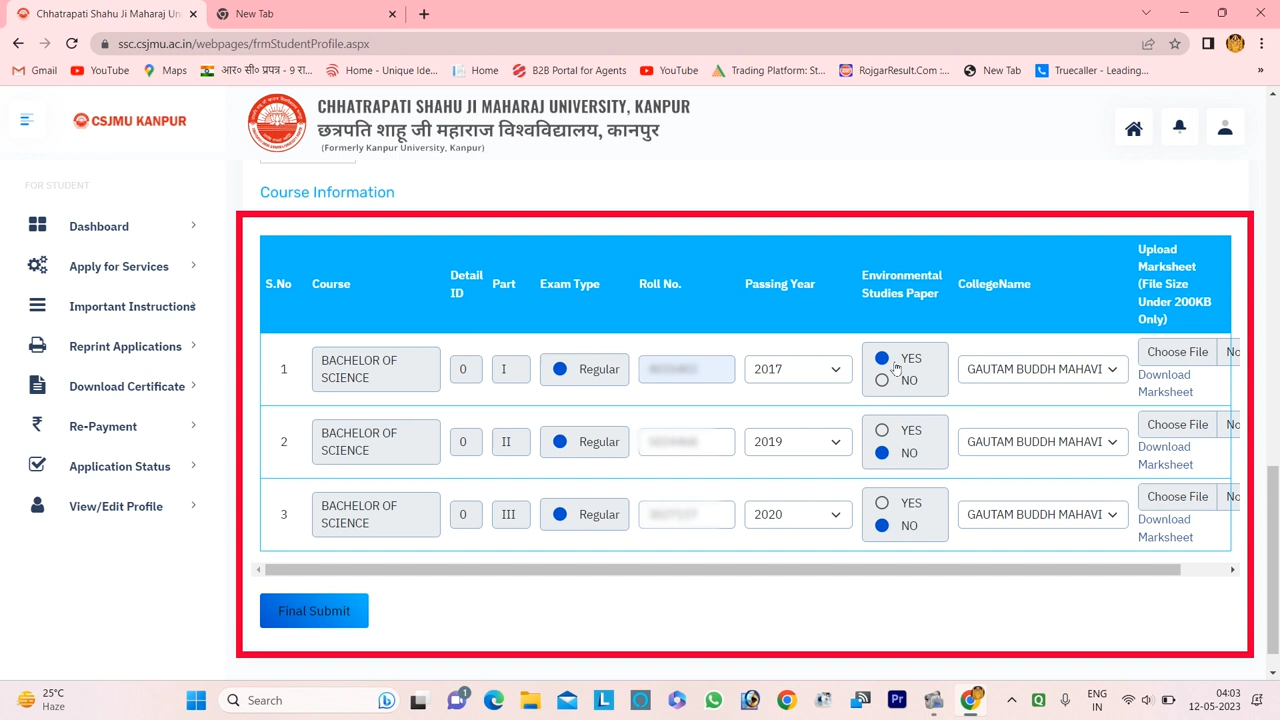 Chhatrapati Shahu Ji Maharaj Uni
New Tab
ssc.csjmu.ac.in/webpages/frmStudentProfile.aspx
Gmail
YouTube
Maps
आर० सी० प्रपत्र - 9 रा...
Home - Unique Ide...
Home
B2B Portal for Agents
YouTube
Trading Platform: St...
RojgarResult.Com :...
New Tab
Truecaller - Leading...
»
CSJMU KANPUR
CHHATRAPATI SHAHU JI MAHARAJ UNIVERSITY, KANPUR
छत्रपति शाहू जी महाराज विश्वविद्यालय, कानपुर
(Formerly Kanpur University, Kanpur)
FOR STUDENT
Dashboard
Apply for Services
Important Instructions
Reprint Applications
Download Certificate
Re-Payment
Application Status
View/Edit Profile
Course Information
S.No
Course
Detail
ID
Part
Exam Type
Roll No.
Passing Year
Environmental
Studies Paper
CollegeName
Upload
Marksheet
(File Size
Under 200KB
Only)
1
BACHELOR OF
SCIENCE
0
I
Regular
2017
YES
NO
GAUTAM BUDDH MAHAVI
Choose File
No
Download
Marksheet
2
BACHELOR OF
SCIENCE
0
II
Regular
2019
YES
NO
GAUTAM BUDDH MAHAVI
Choose File
No
Download
Marksheet
3
BACHELOR OF
SCIENCE
0
III
Regular
2020
YES
NO
GAUTAM BUDDH MAHAVI
Choose File
No
Download
Marksheet
Final Submit
25°C
Haze
Search
1
ENG
IN
04:03
12-05-2023